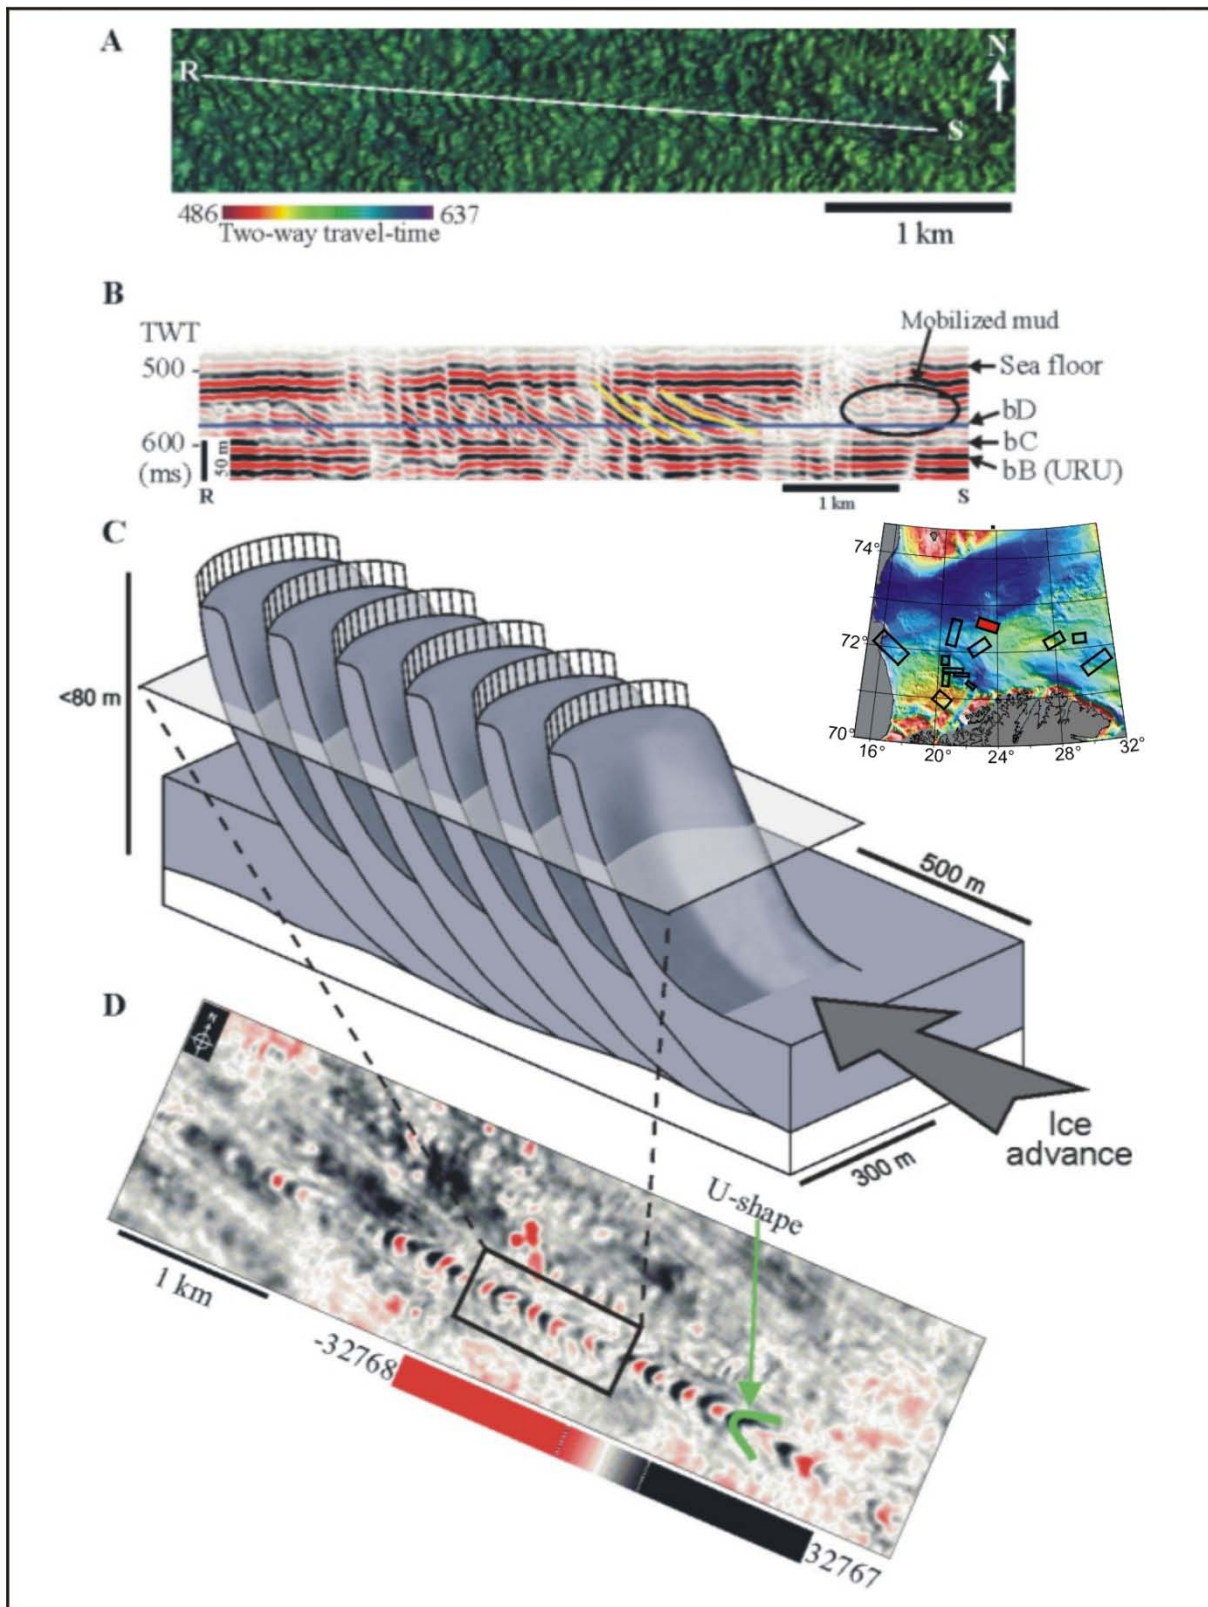 A
R
N
S
486
637
Two-way travel-time
1 km
B
TWT
Mobilized mud
500
Sea floor
bD
600
bC
(ms)
50 m
bB (URU)
R
1 km
S
C
74°
72°
70°
16°
20°
24°
28°
32°
<80 m
500 m
Ice
advance
300 m
D
N
U-shape
1 km
-32768
32767